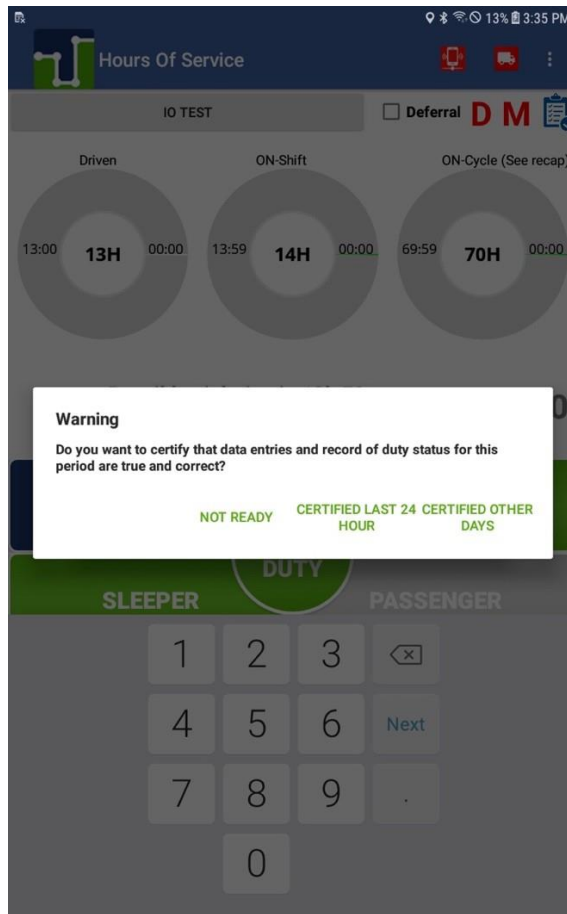 13% 3:35 PM
Hours Of Service
IO TEST
Deferral D M
Driven
ON-Shift
ON-Cycle (See recap)
13:00 13H 00:00
13:59 14H 00:00
69:59 70H 00:00
Warning
Do you want to certify that data entries and record of duty status for this
period are true and correct?
NOT READY
CERTIFIED LAST 24
HOUR
CERTIFIED OTHER
DAYS
DUTY
SLEEPER
PASSENGER
1 2 3
4 5 6 Next
7 8 9 .
0